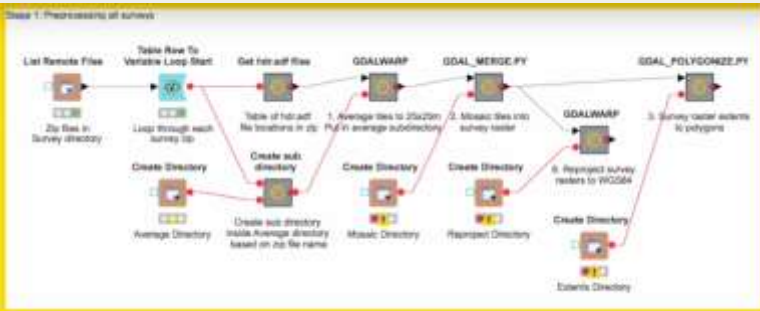 Stage 1: Preprocessing all surveys
List Remote Files
Zip files in
Survey directory
Table Row To
Variable Loop Start
Loop through each
survey zip
Get hdr.adf files
Table of hdr.adf
file locations in zip
GDALWARP
1. Average tiles to 25x25m
Put in average subdirectory
GDAL_MERGE.PY
2. Mosaic tiles into
survey raster
GDAL_POLYGONIZE.PY
3. Survey raster extents
to polygons
GDALWARP
Reproject survey
rasters to WGS84
Create Directory
Average Directory
Create sub
directory
Create sub directory
inside Average directory
based on zip file name
Create Directory
Mosaic Directory
Create Directory
Reproject Directory
Create Directory
Extents Directory